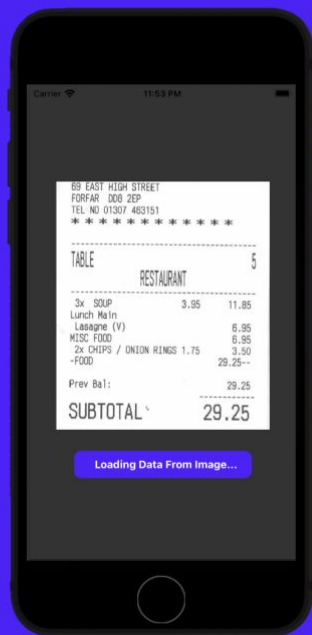 Carrier 11:53 PM
69 EAST HIGH STREET
FORFAR DD8 2EP
TEL NO 01307 463151
* * * * * * * * * * * *
TABLE 5
RESTAURANT
3x SOUP 3.95 11.85
Lunch Main
Lasagne (V) 6.95
MISC FOOD 6.95
2x CHIPS / ONION RINGS 1.75 3.50
-FOOD 29.25--
Prev Bal: 29.25
SUBTOTAL 29.25
Loading Data From Image...